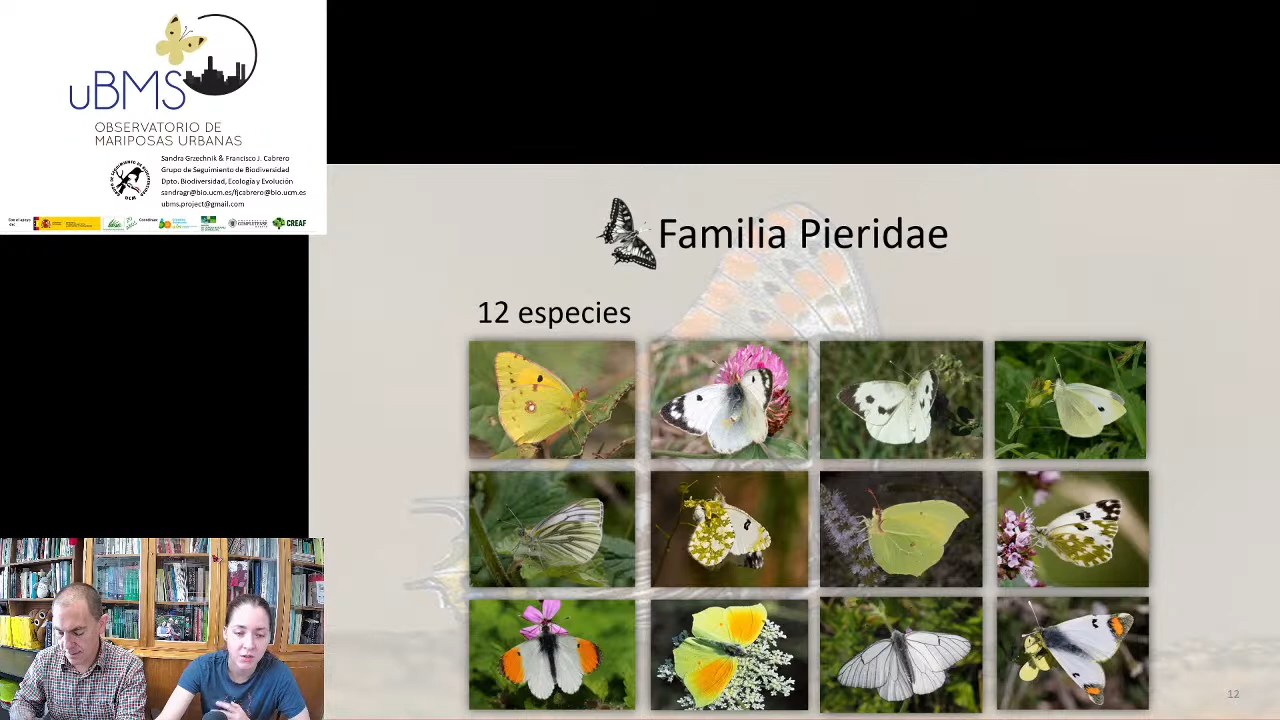 uBMS
OBSERVATORIO DE
MARIPOSAS URBANAS
Sandra Grzechnik & Francisco J. Cabrero
Grupo de Seguimiento de Biodiversidad
Dpto. Biodiversidad, Ecología y Evolución
sandragr@bio.ucm.es/fjcabrero@bio.ucm.es
ubms.project@gmail.com
CREAF
Familia Pieridae
12 especies
12